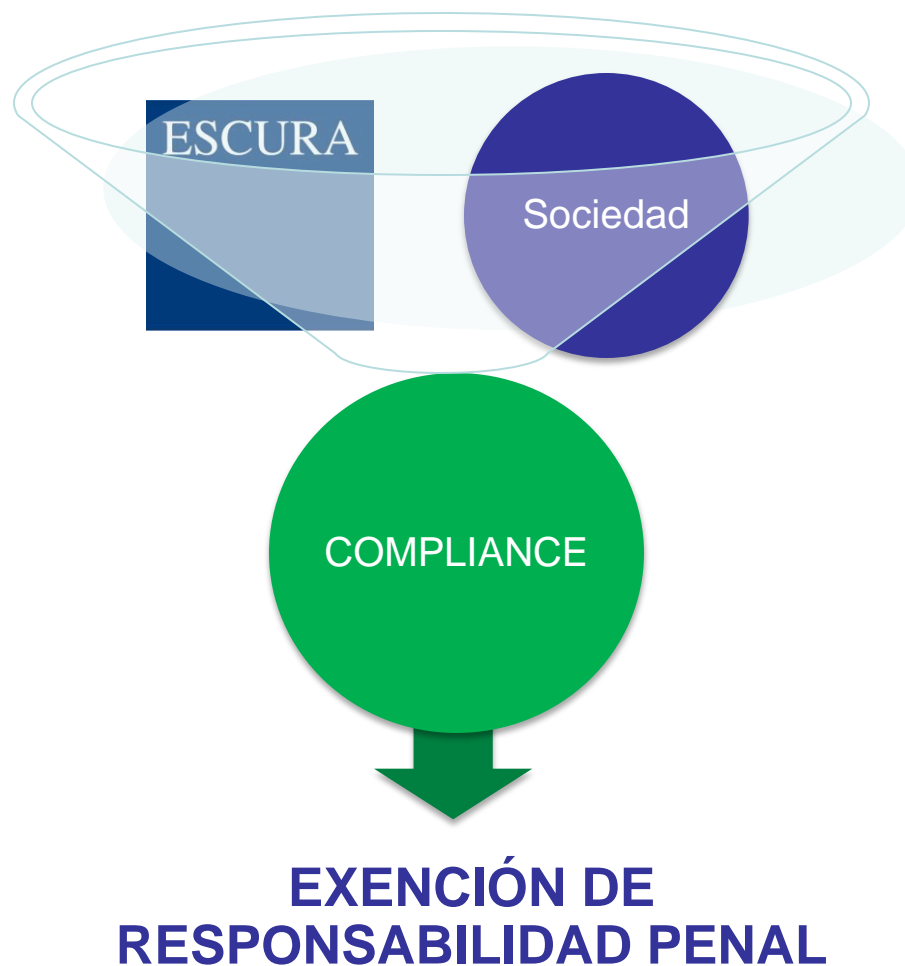 ESCURA
Sociedad
COMPLIANCE
EXENCIÓN DE
RESPONSABILIDAD PENAL